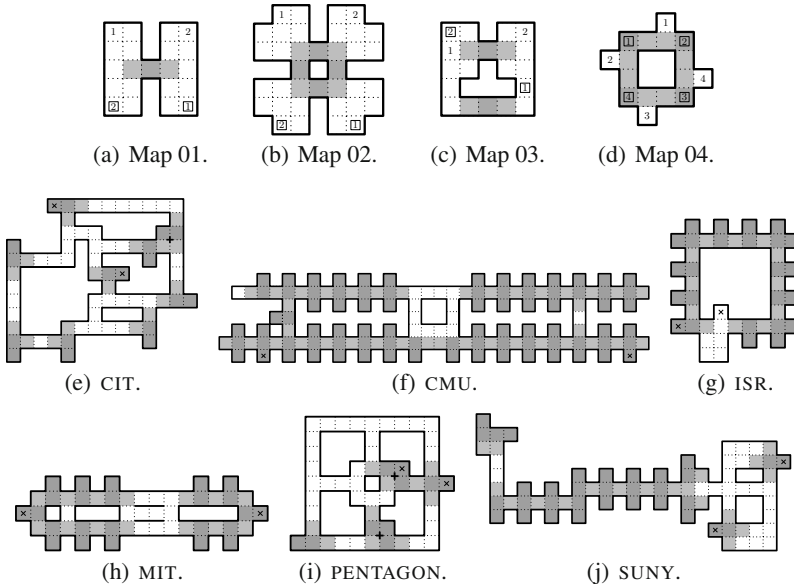 1 2
2 1
(a) Map 01.
1 2
2 1
(b) Map 02.
2 2
1
1
(c) Map 03.
1
1 2
2
4
4 3
3
(d) Map 04.
(e) CIT.
(f) CMU.
(g) ISR.
(h) MIT.
(i) PENTAGON.
(j) SUNY.